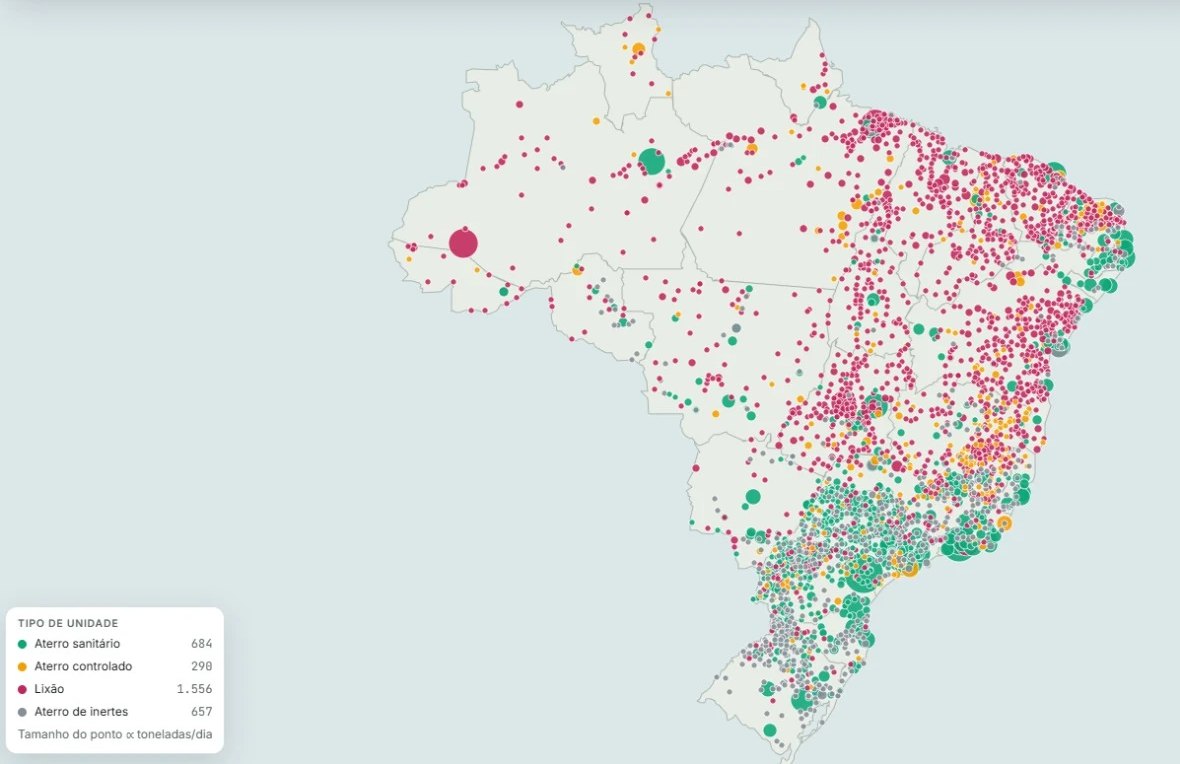 TIPO DE UNIDADE
Aterro sanitário 684
Aterro controlado 290
Lixão 1.556
Aterro de inertes 657
Tamanho do ponto ∝ toneladas/dia